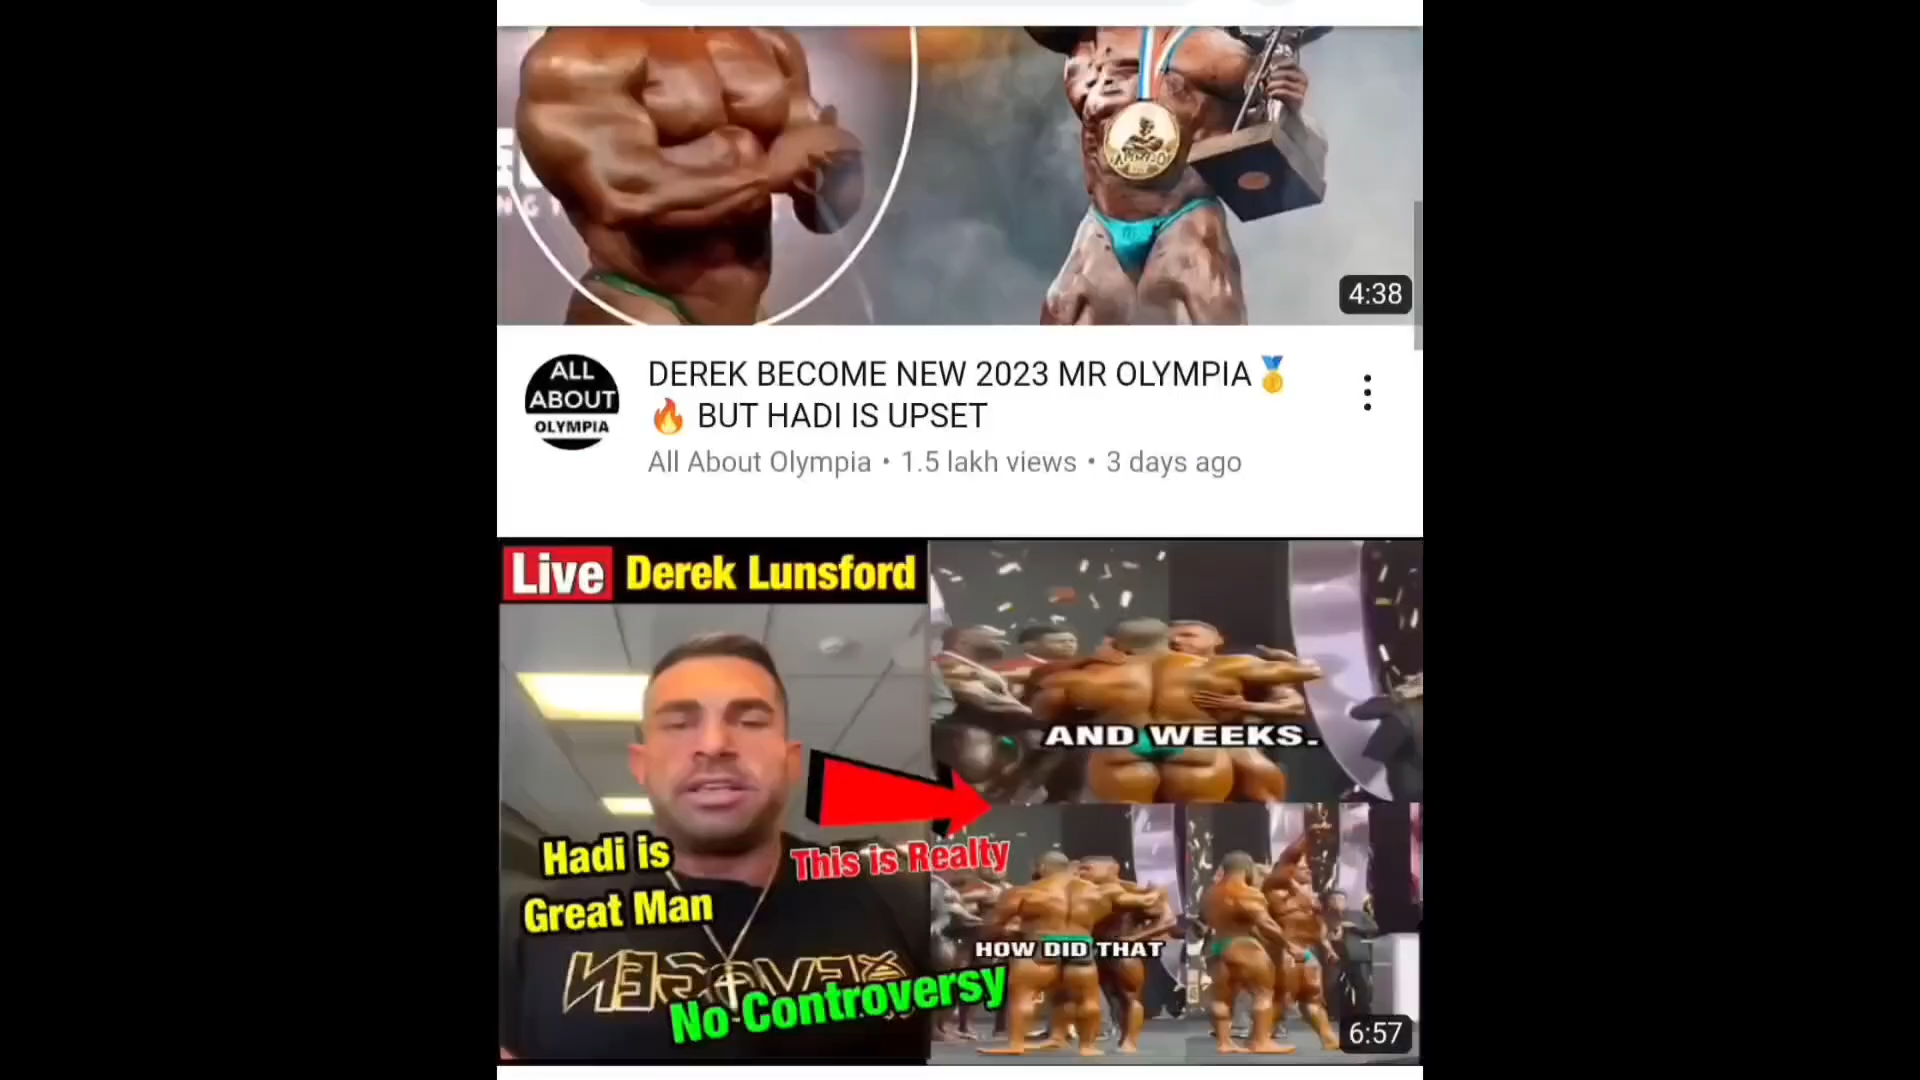 4:38
ALL
ABOUT
OLYMPIA
DEREK BECOME NEW 2023 MR OLYMPIA🥇
🔥 BUT HADI IS UPSET
All About Olympia • 1.5 lakh views • 3 days ago
Live Derek Lunsford
AND WEEKS.
Hadi is
Great Man
This is Realty
HOW DID THAT
No Controversy
6:57